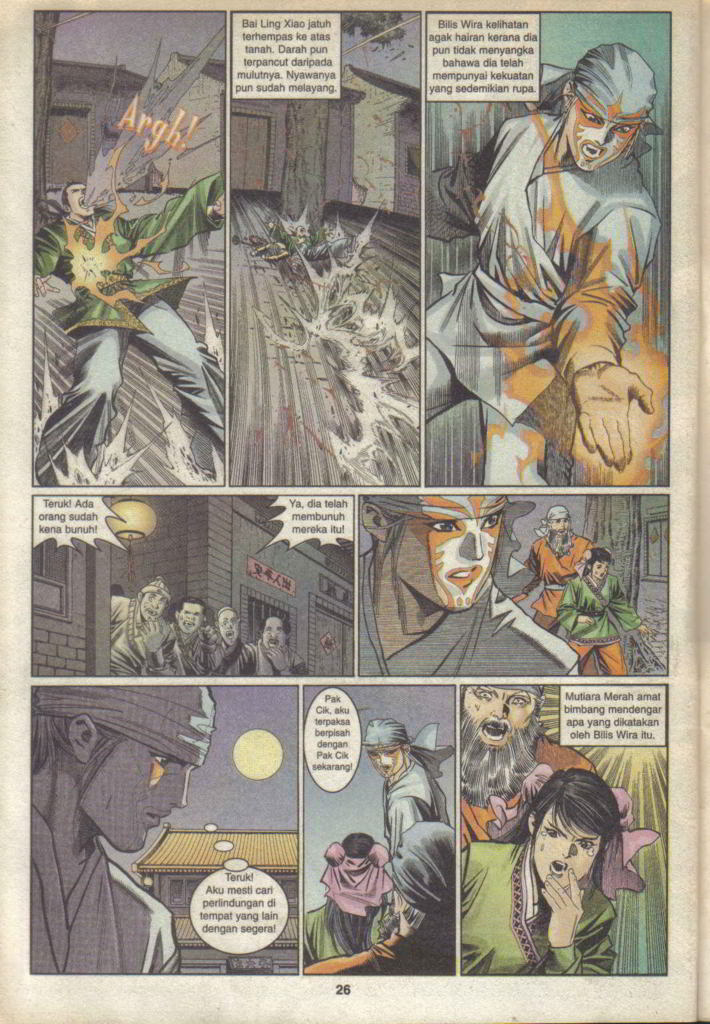 Argh!
Bai Ling Xiao jatuh
terhempas ke atas
tanah. Darah pun
terpancut daripada
mulutnya. Nyawanya
pun sudah melayang.
Bilis Wira kelihatan
agak hairan kerana dia
pun tidak menyangka
bahawa dia telah
mempunyai kekuatan
yang sedemikian rupa.
Teruk! Ada
orang sudah
kena bunuh!
Ya, dia telah
membunuh
mereka itu!
Teruk!
Aku mesti cari
perlindungan di
tempat yang lain
dengan segera!
Pak
Cik, aku
terpaksa
berpisah
dengan
Pak Cik
sekarang!
Mutiara Merah amat
bimbang mendengar
apa yang dikatakan
oleh Bilis Wira itu.
26